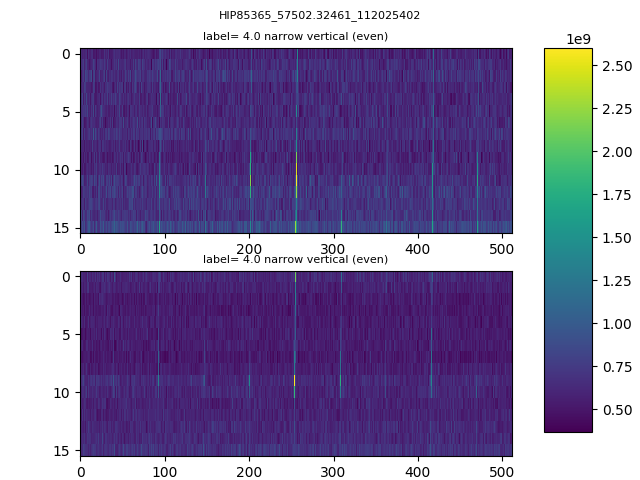 HIP85365_57502.32461_112025402
label= 4.0 narrow vertical (even)
0
5
10
15
0 100 200 300 400 500
label= 4.0 narrow vertical (even)
0
5
10
15
0 100 200 300 400 500
1e9
2.50
2.25
2.00
1.75
1.50
1.25
1.00
0.75
0.50